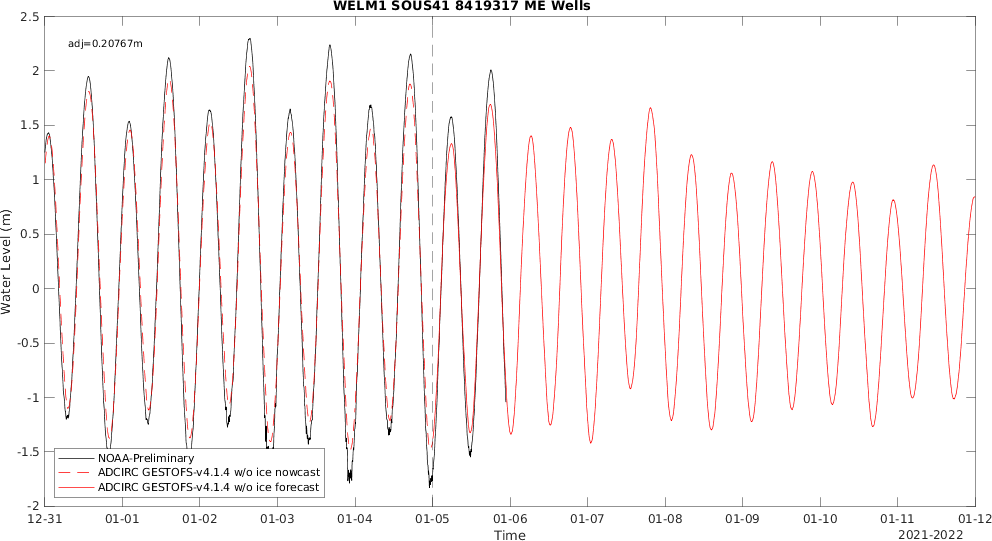 WELM1 SOUS41 8419317 ME Wells
adj=0.20767m
2.5
2
1.5
1
0.5
0
-0.5
-1
-1.5
-2
Water Level (m)
NOAA-Preliminary
ADCIRC GESTOFS-v4.1.4 w/o ice nowcast
ADCIRC GESTOFS-v4.1.4 w/o ice forecast
12-31 01-01 01-02 01-03 01-04 01-05 01-06 01-07 01-08 01-09 01-10 01-11 01-12
Time
2021-2022